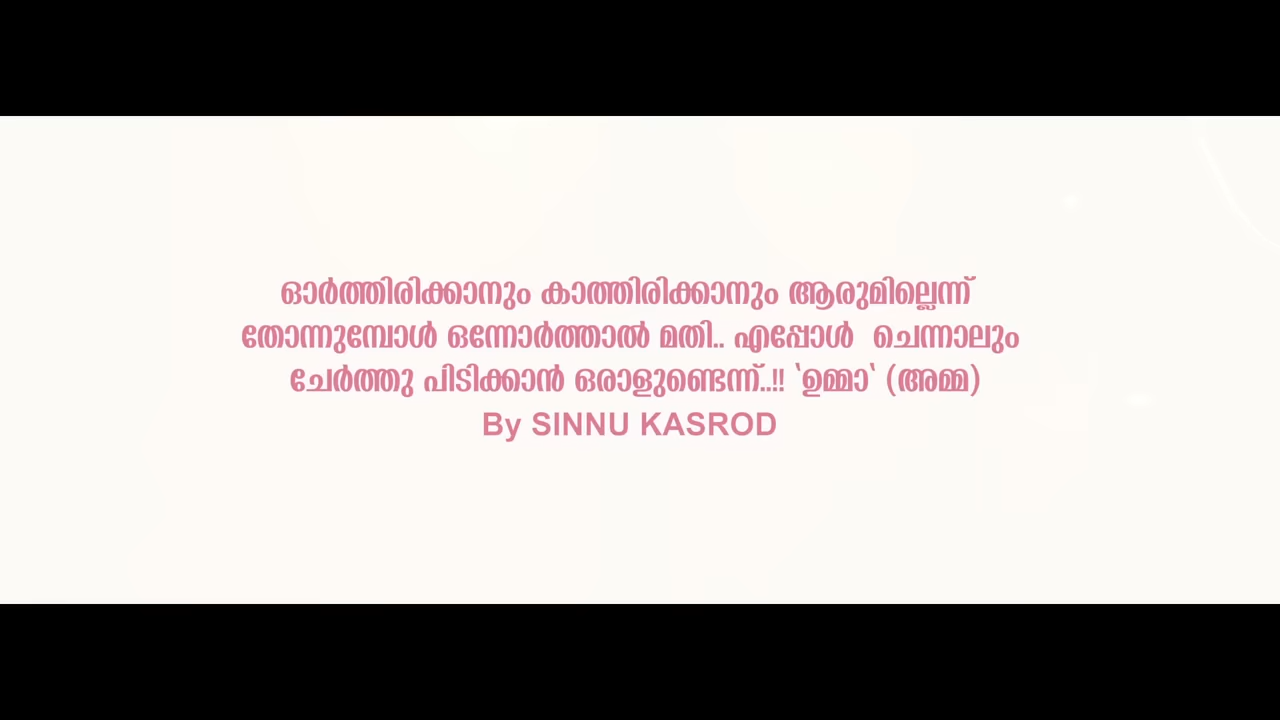 ഓർത്തിരിക്കാനും കാത്തിരിക്കാനും ആരുമില്ലെന്ന്
തോന്നുമ്പോൾ ഒന്നോർത്താൽ മതി.. എപ്പോൾ  ചെന്നാലും
ചേർത്തു പിടിക്കാൻ ഒരാളുണ്ടെന്ന്..!! `ഉമ്മാ` (അമ്മ)
By SINNU KASROD